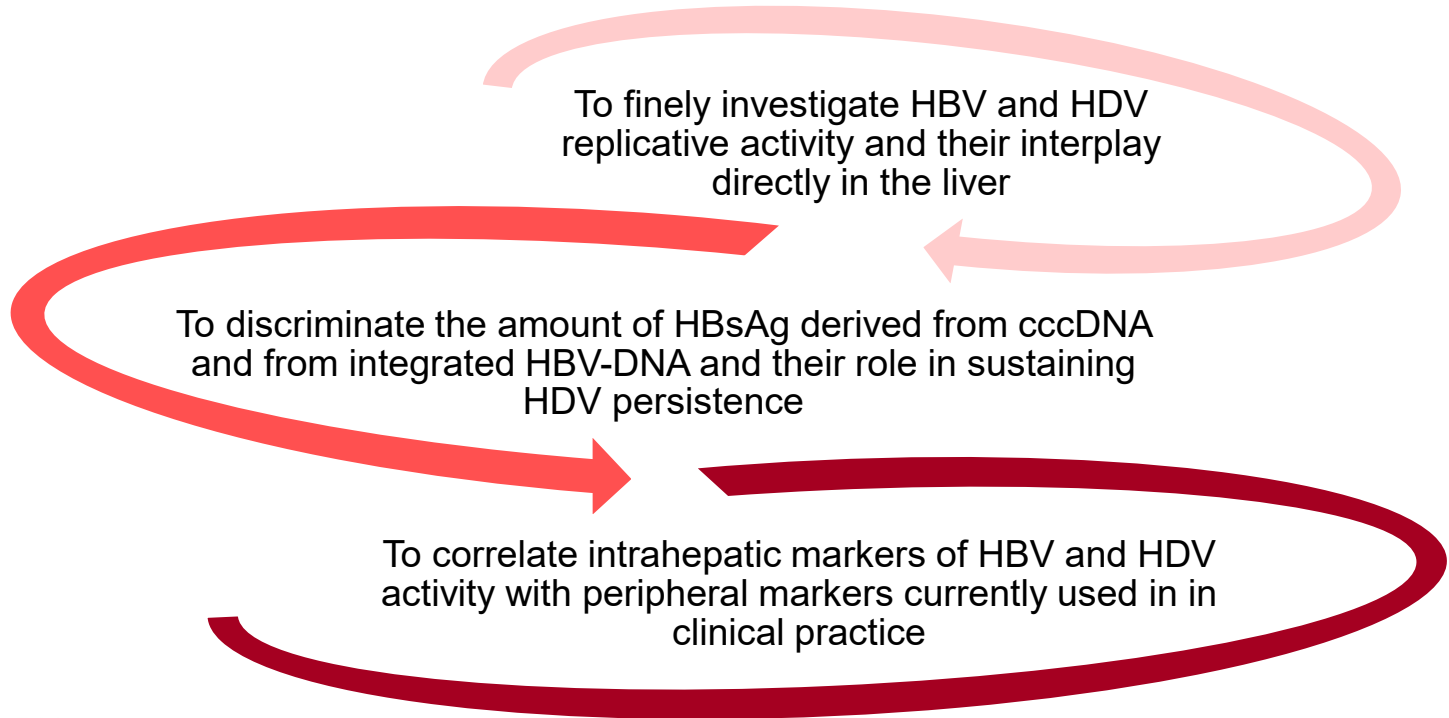 To finely investigate HBV and HDV
replicative activity and their interplay
directly in the liver
To discriminate the amount of HBsAg derived from cccDNA
and from integrated HBV-DNA and their role in sustaining
HDV persistence
To correlate intrahepatic markers of HBV and HDV
activity with peripheral markers currently used in in
clinical practice